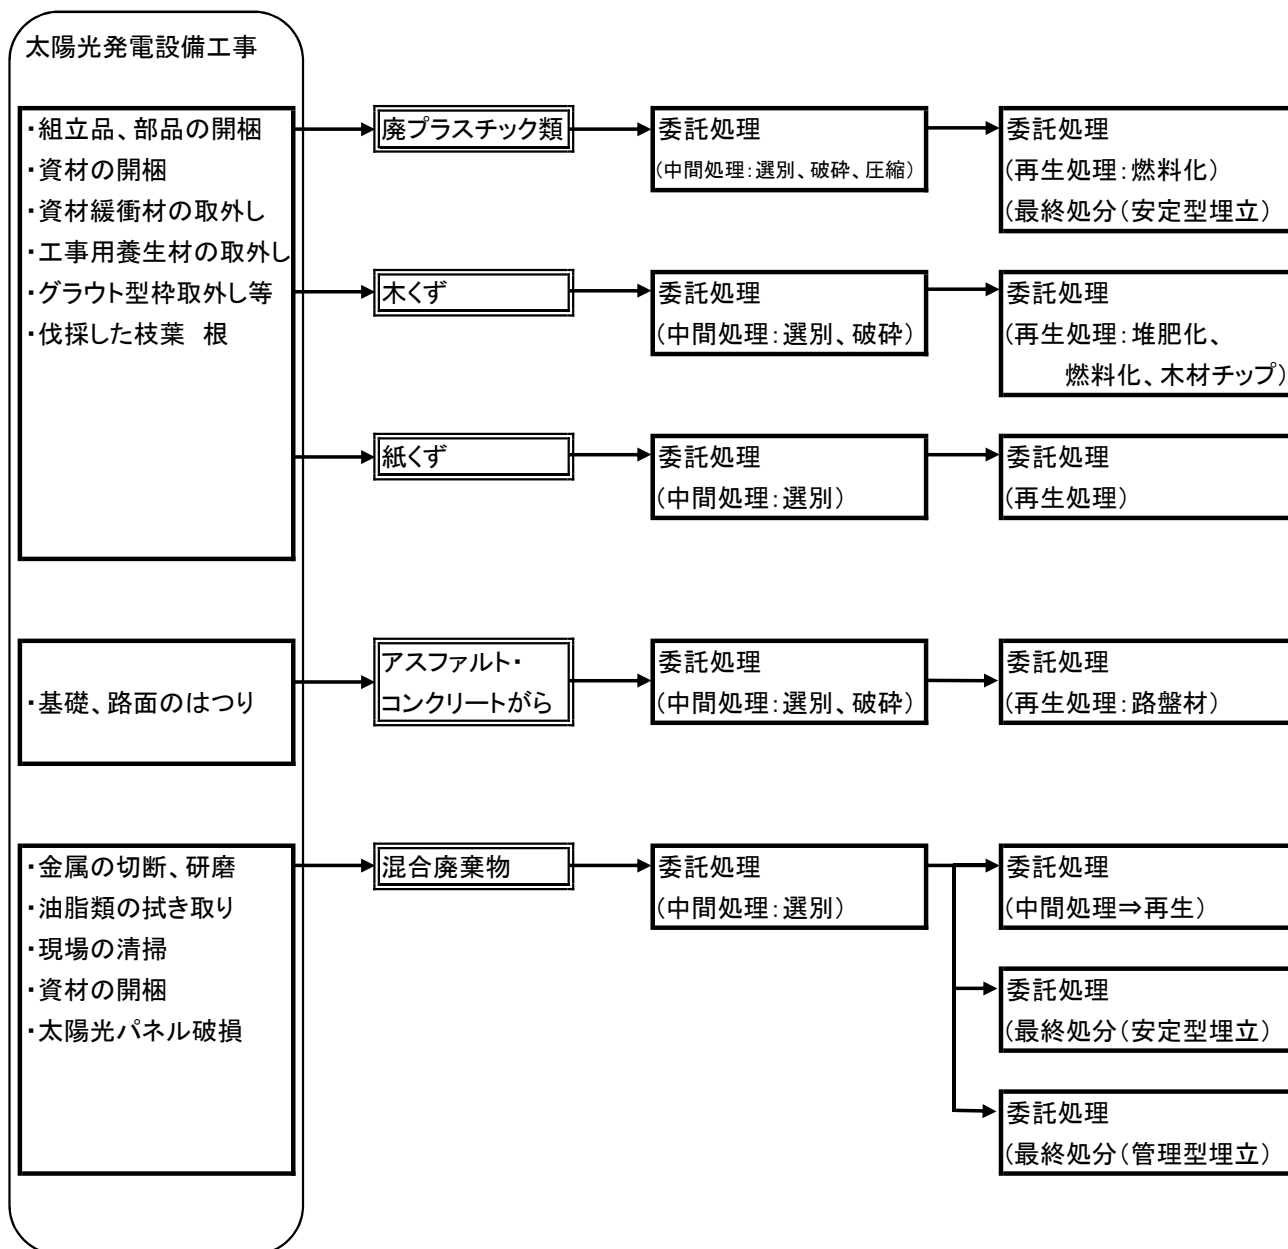 太陽光発電設備工事
・組立品、部品の開梱
・資材の開梱
・資材緩衝材の取外し
・工事用養生材の取外し
・グラウト型枠取外し等
・伐採した枝葉　根
廃プラスチック類
委託処理
(中間処理：選別、破砕、圧縮)
委託処理
(再生処理：燃料化)
(最終処分(安定型埋立)
木くず
委託処理
(中間処理：選別、破砕)
委託処理
(再生処理：堆肥化、
燃料化、木材チップ)
紙くず
委託処理
(中間処理：選別)
委託処理
(再生処理)
・基礎、路面のはつり
アスファルト・
コンクリートがら
委託処理
(中間処理：選別、破砕)
委託処理
(再生処理：路盤材)
・金属の切断、研磨
・油脂類の拭き取り
・現場の清掃
・資材の開梱
・太陽光パネル破損
混合廃棄物
委託処理
(中間処理：選別)
委託処理
(中間処理⇒再生)
委託処理
(最終処分(安定型埋立)
委託処理
(最終処分(管理型埋立)